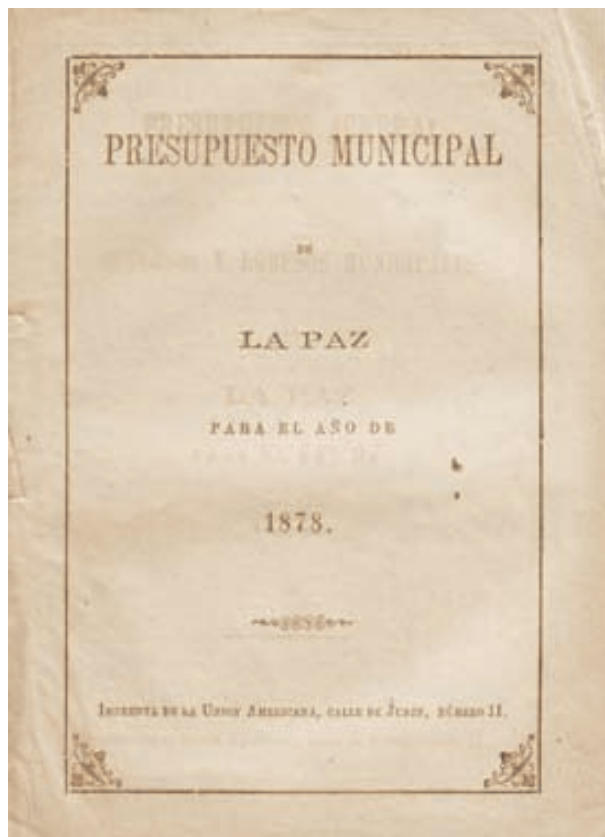 PRESUPUESTO MUNICIPAL
DE
LA PAZ
PARA EL AÑO DE
1878.
IMPRENTA DE LA UNION AMERICANA, CALLE DE JUNIN, NÚMERO 11.